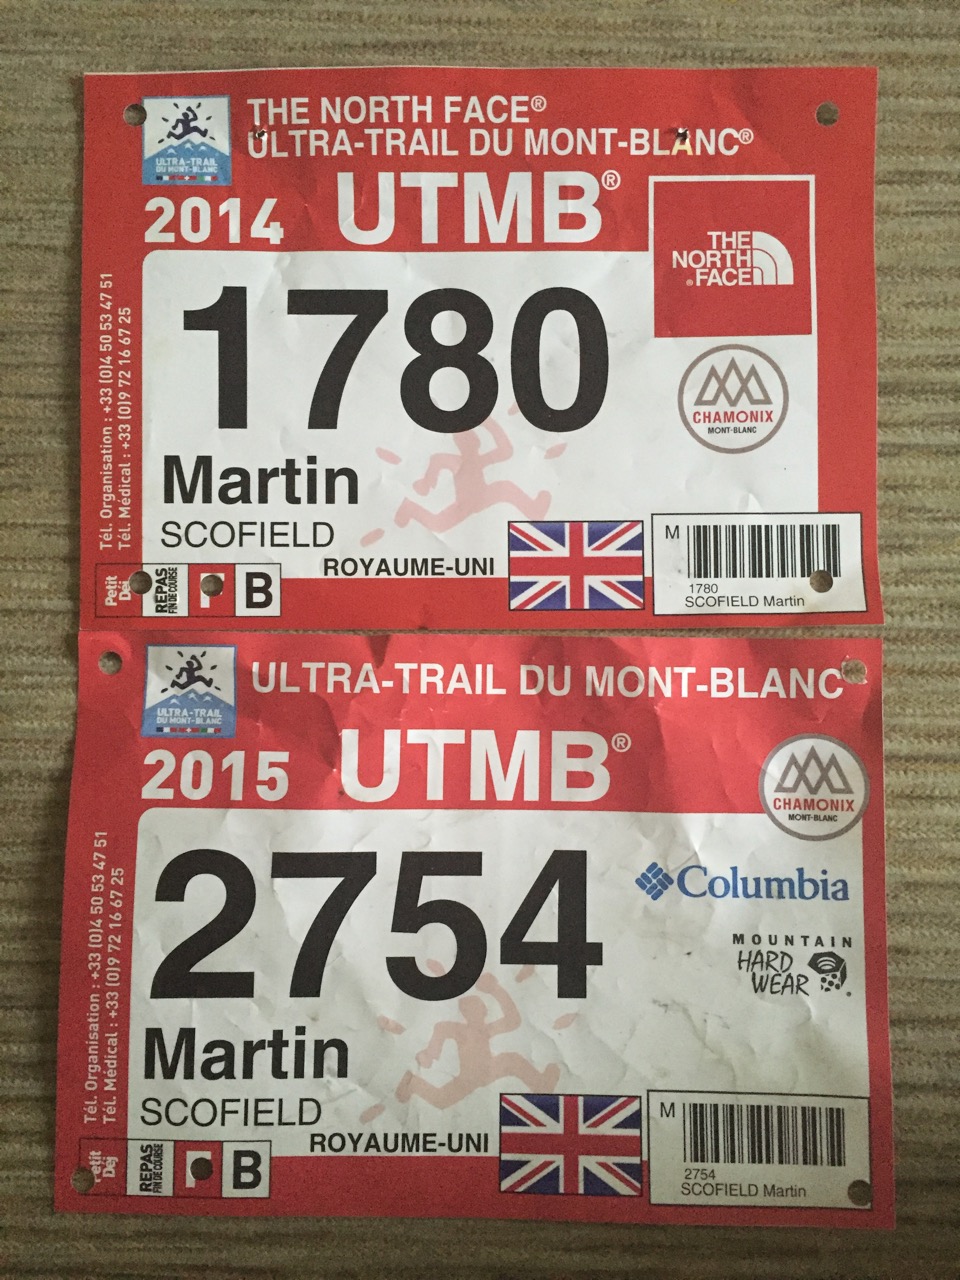 THE NORTH FACE®
ULTRA-TRAIL DU MONT-BLANC®
ULTRA-TRAIL
DU MONT-BLANC
2014 UTMB®
THE
NORTH
FACE®
1780
CHAMONIX
MONT-BLANC
Tél. Organisation : +33 (0)4 50 53 47 51
Tél. Médical : +33 (0)9 72 16 67 25
Martin
SCOFIELD
ROYAUME-UNI
Petit
Déj
REPAS
FIN DE COURSE
B
M
1780
SCOFIELD Martin
ULTRA-TRAIL DU MONT-BLANC
ULTRA-TRAIL
DU MONT-BLANC
2015 UTMB®
CHAMONIX
MONT-BLANC
2754
Columbia
MOUNTAIN
HARD
WEAR
Tél. Organisation : +33 (0)4 50 53 47 51
Tél. Médical : +33 (0)9 72 16 67 25
Martin
SCOFIELD
ROYAUME-UNI
Petit
Déj
REPAS
FIN DE COURSE
B
M
2754
SCOFIELD Martin